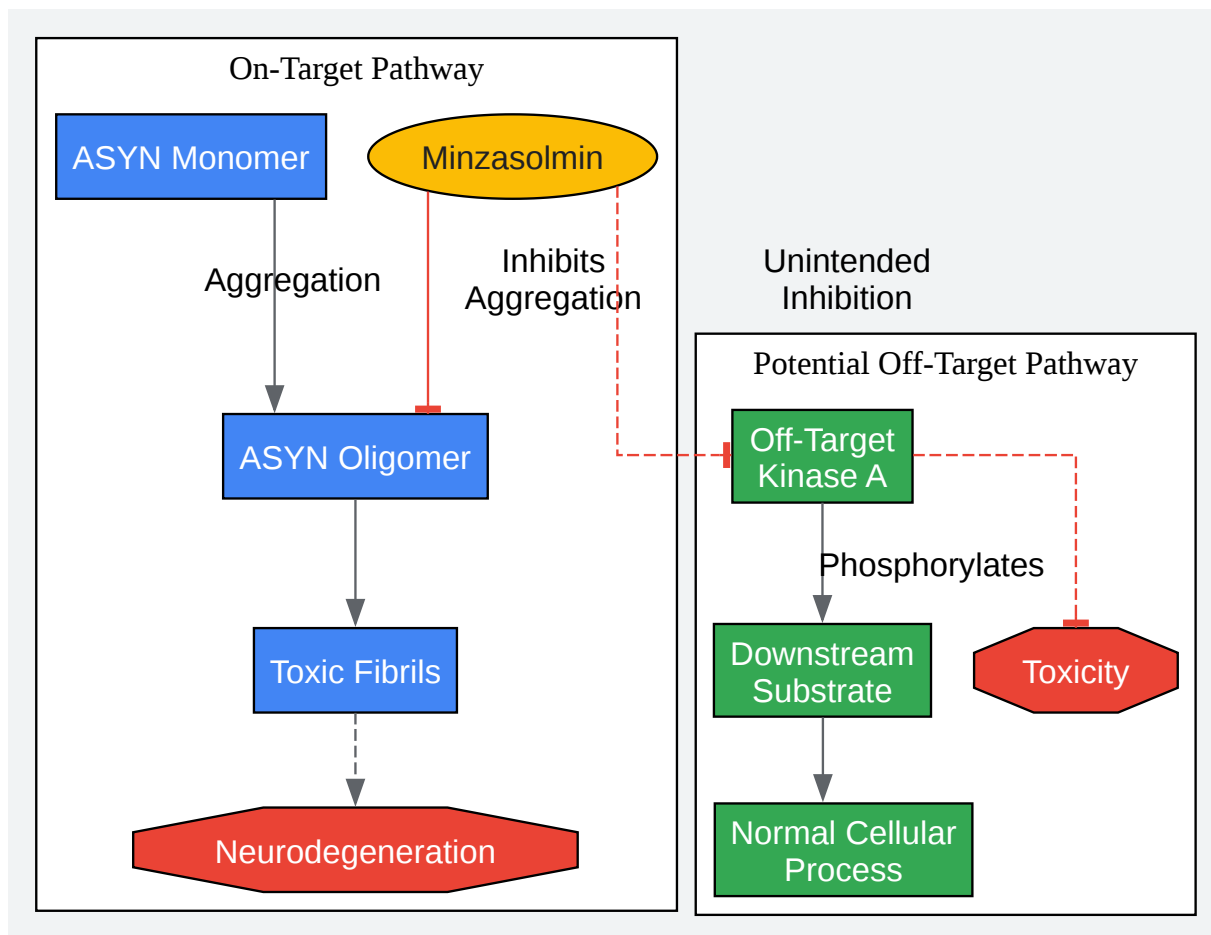 On-Target Pathway
ASYN Monomer
Minzasolmin
Aggregation
Inhibits
Aggregation
Unintended
Inhibition
Potential Off-Target Pathway
ASYN Oligomer
Off-Target
Kinase A
Phosphorylates
Toxic Fibrils
Downstream
Substrate
Toxicity
Neurodegeneration
Normal Cellular
Process